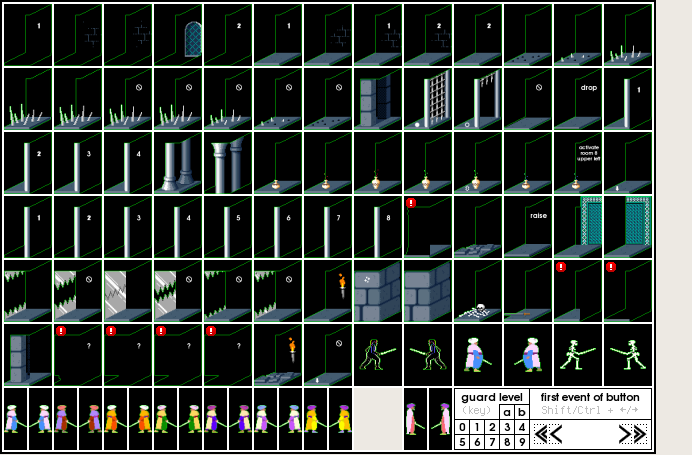 1
2
1
1
2
2
drop
1
2
3
4
activate
room 8
upper left
1
2
3
4
5
6
7
8
!
raise
!
!
!
?
!
?
!
?
!
?
guard level
(key)
a b
0 1 2 3 4
5 6 7 8 9
first event of button
Shift/Ctrl + ←/→